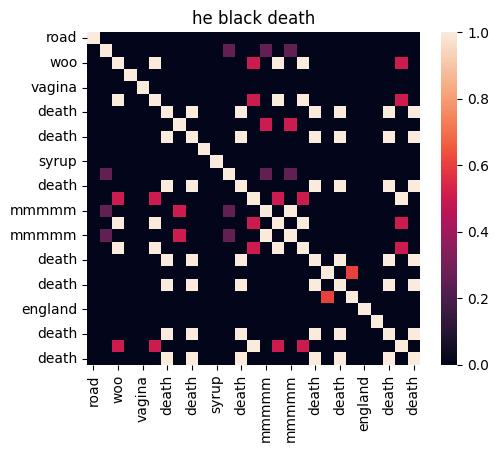 he black death
road
woo
vagina
death
death
syrup
death
mmmmm
mmmmm
death
death
england
death
death
1.0
0.8
0.6
0.4
0.2
0.0
road
woo
vagina
death
death
syrup
death
mmmmm
mmmmm
death
death
england
death
death